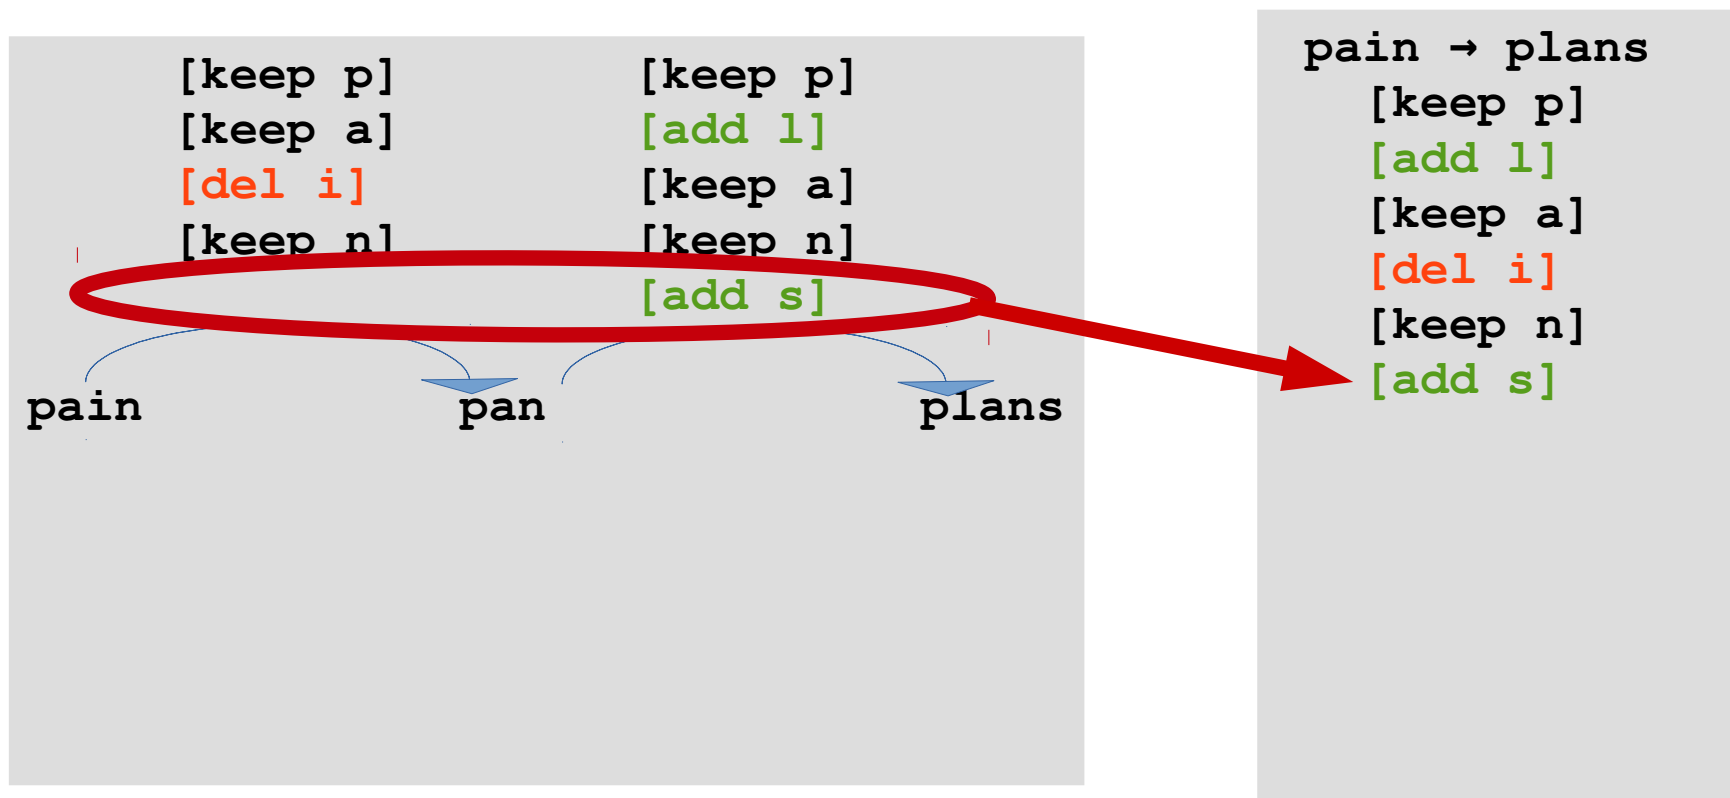 [keep p] [keep p]
[keep a] [add l]
[del i] [keep a]
[keep n] [keep n]
[add s]
pain pan plans
pain → plans
[keep p]
[add l]
[keep a]
[del i]
[keep n]
[add s]